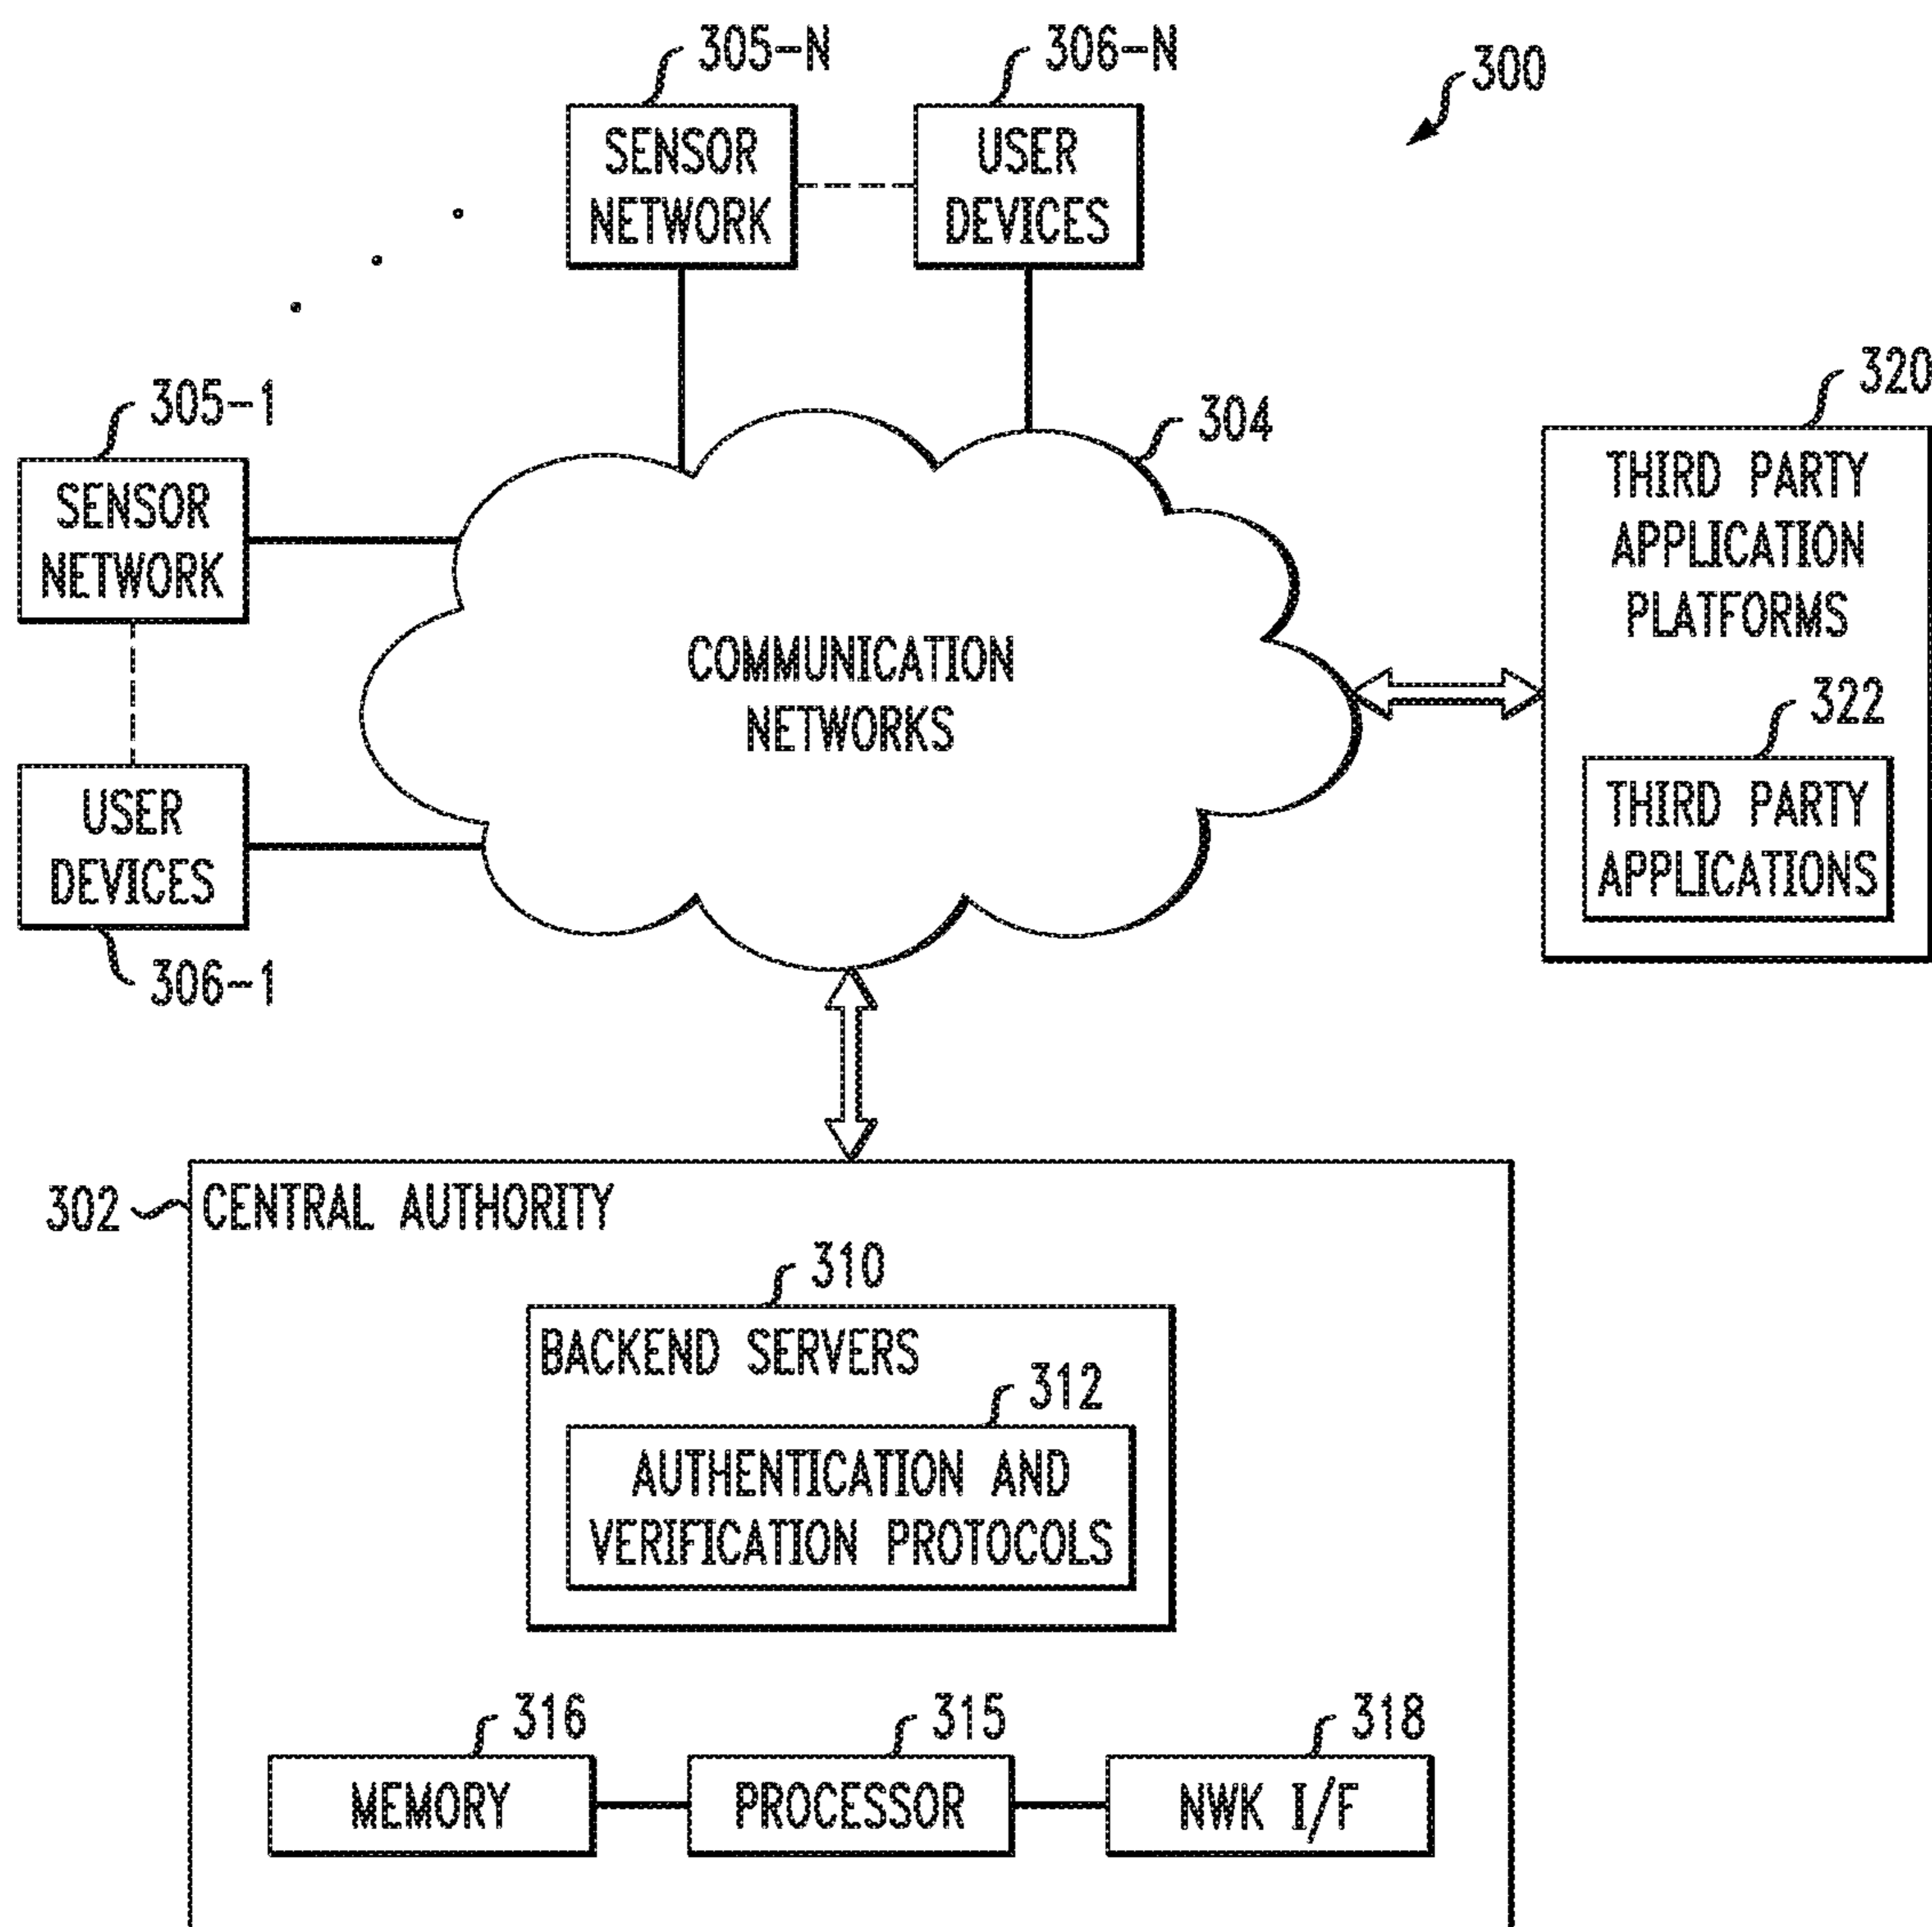 305-N
306-N
300
SENSOR
NETWORK
USER
DEVICES
305-1
304
320
SENSOR
NETWORK
THIRD PARTY
APPLICATION
PLATFORMS
COMMUNICATION
NETWORKS
322
USER
DEVICES
THIRD PARTY
APPLICATIONS
306-1
302
CENTRAL AUTHORITY
310
BACKEND SERVERS
312
AUTHENTICATION AND
VERIFICATION PROTOCOLS
316
315
318
MEMORY
PROCESSOR
NWK I/F